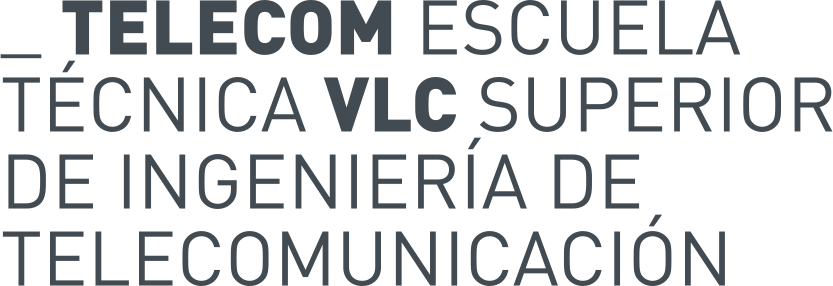 _ TELECOM ESCUELA
TÉCNICA VLC SUPERIOR
DE INGENIERÍA DE
TELECOMUNICACIÓN